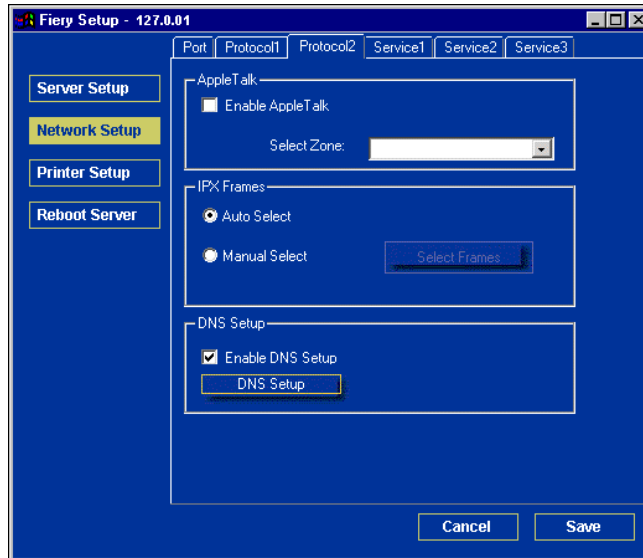 Fiery Setup - 127.0.01
Port Protocol1 Protocol2 Service1 Service2 Service3
Server Setup
Network Setup
Printer Setup
Reboot Server
AppleTalk
Enable AppleTalk
Select Zone:
IPX Frames
Auto Select
Manual Select
Select Frames
DNS Setup
Enable DNS Setup
DNS Setup
Cancel
Save